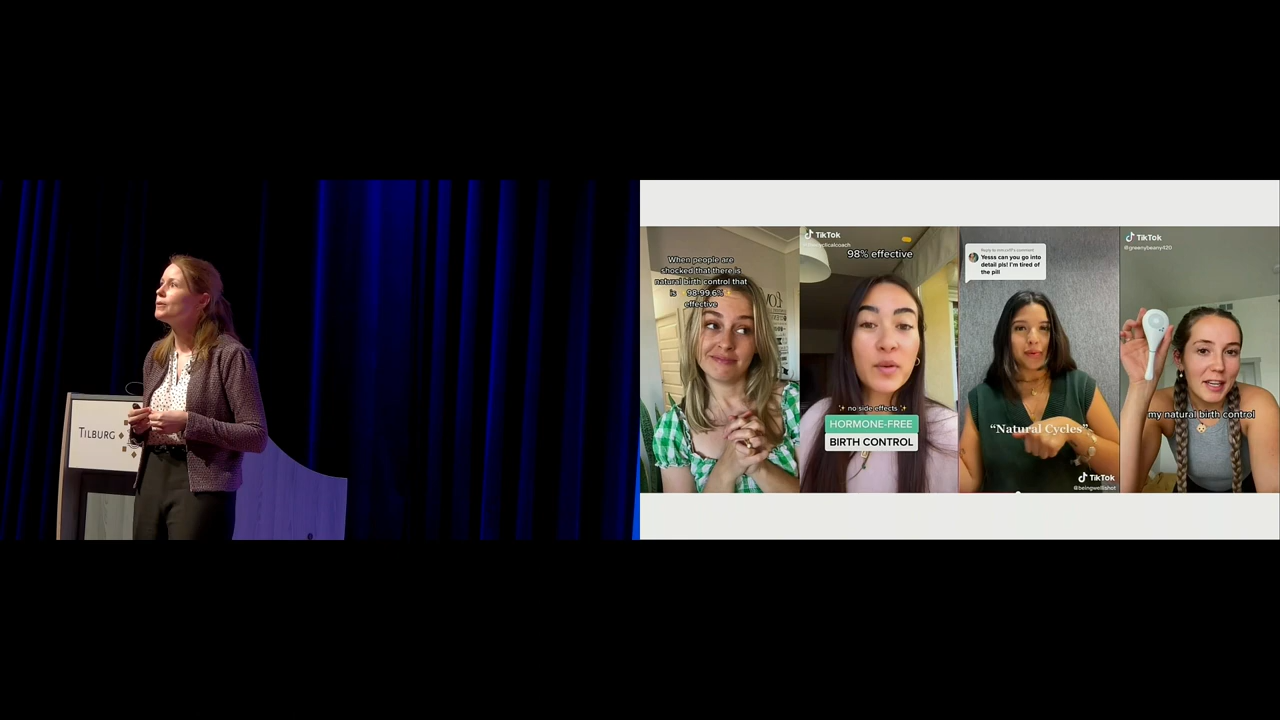 TILBURG
When people are
shocked that there is
natural birth control that
is 98-99.6%
effective
TikTok
98% effective
✨ no side effects ✨
HORMONE-FREE
BIRTH CONTROL
Yesss can you go into
detail pls! I'm tired of
the pill
“Natural Cycles”
TikTok
@beingwellishot
TikTok
@greenybeany420
my natural birth control